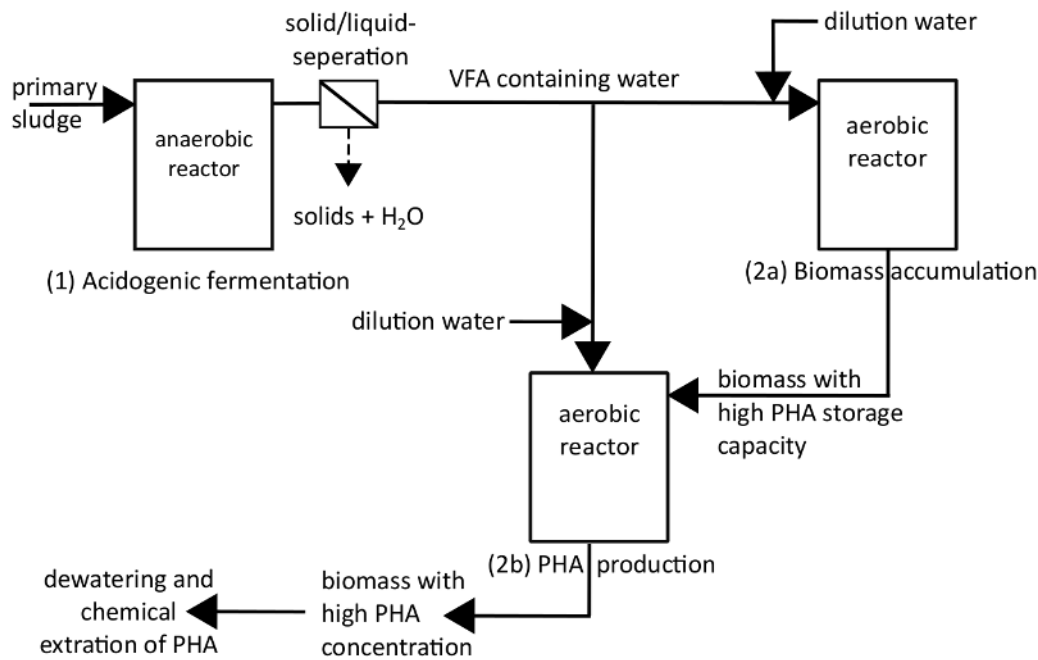 solid/liquid-
seperation
dilution water
primary
sludge
VFA containing water
anaerobic
reactor
aerobic
reactor
solids + H₂O
(1) Acidogenic fermentation
(2a) Biomass accumulation
dilution water
biomass with
high PHA storage
capacity
aerobic
reactor
(2b) PHA production
dewatering and
chemical
extration of PHA
biomass with
high PHA
concentration